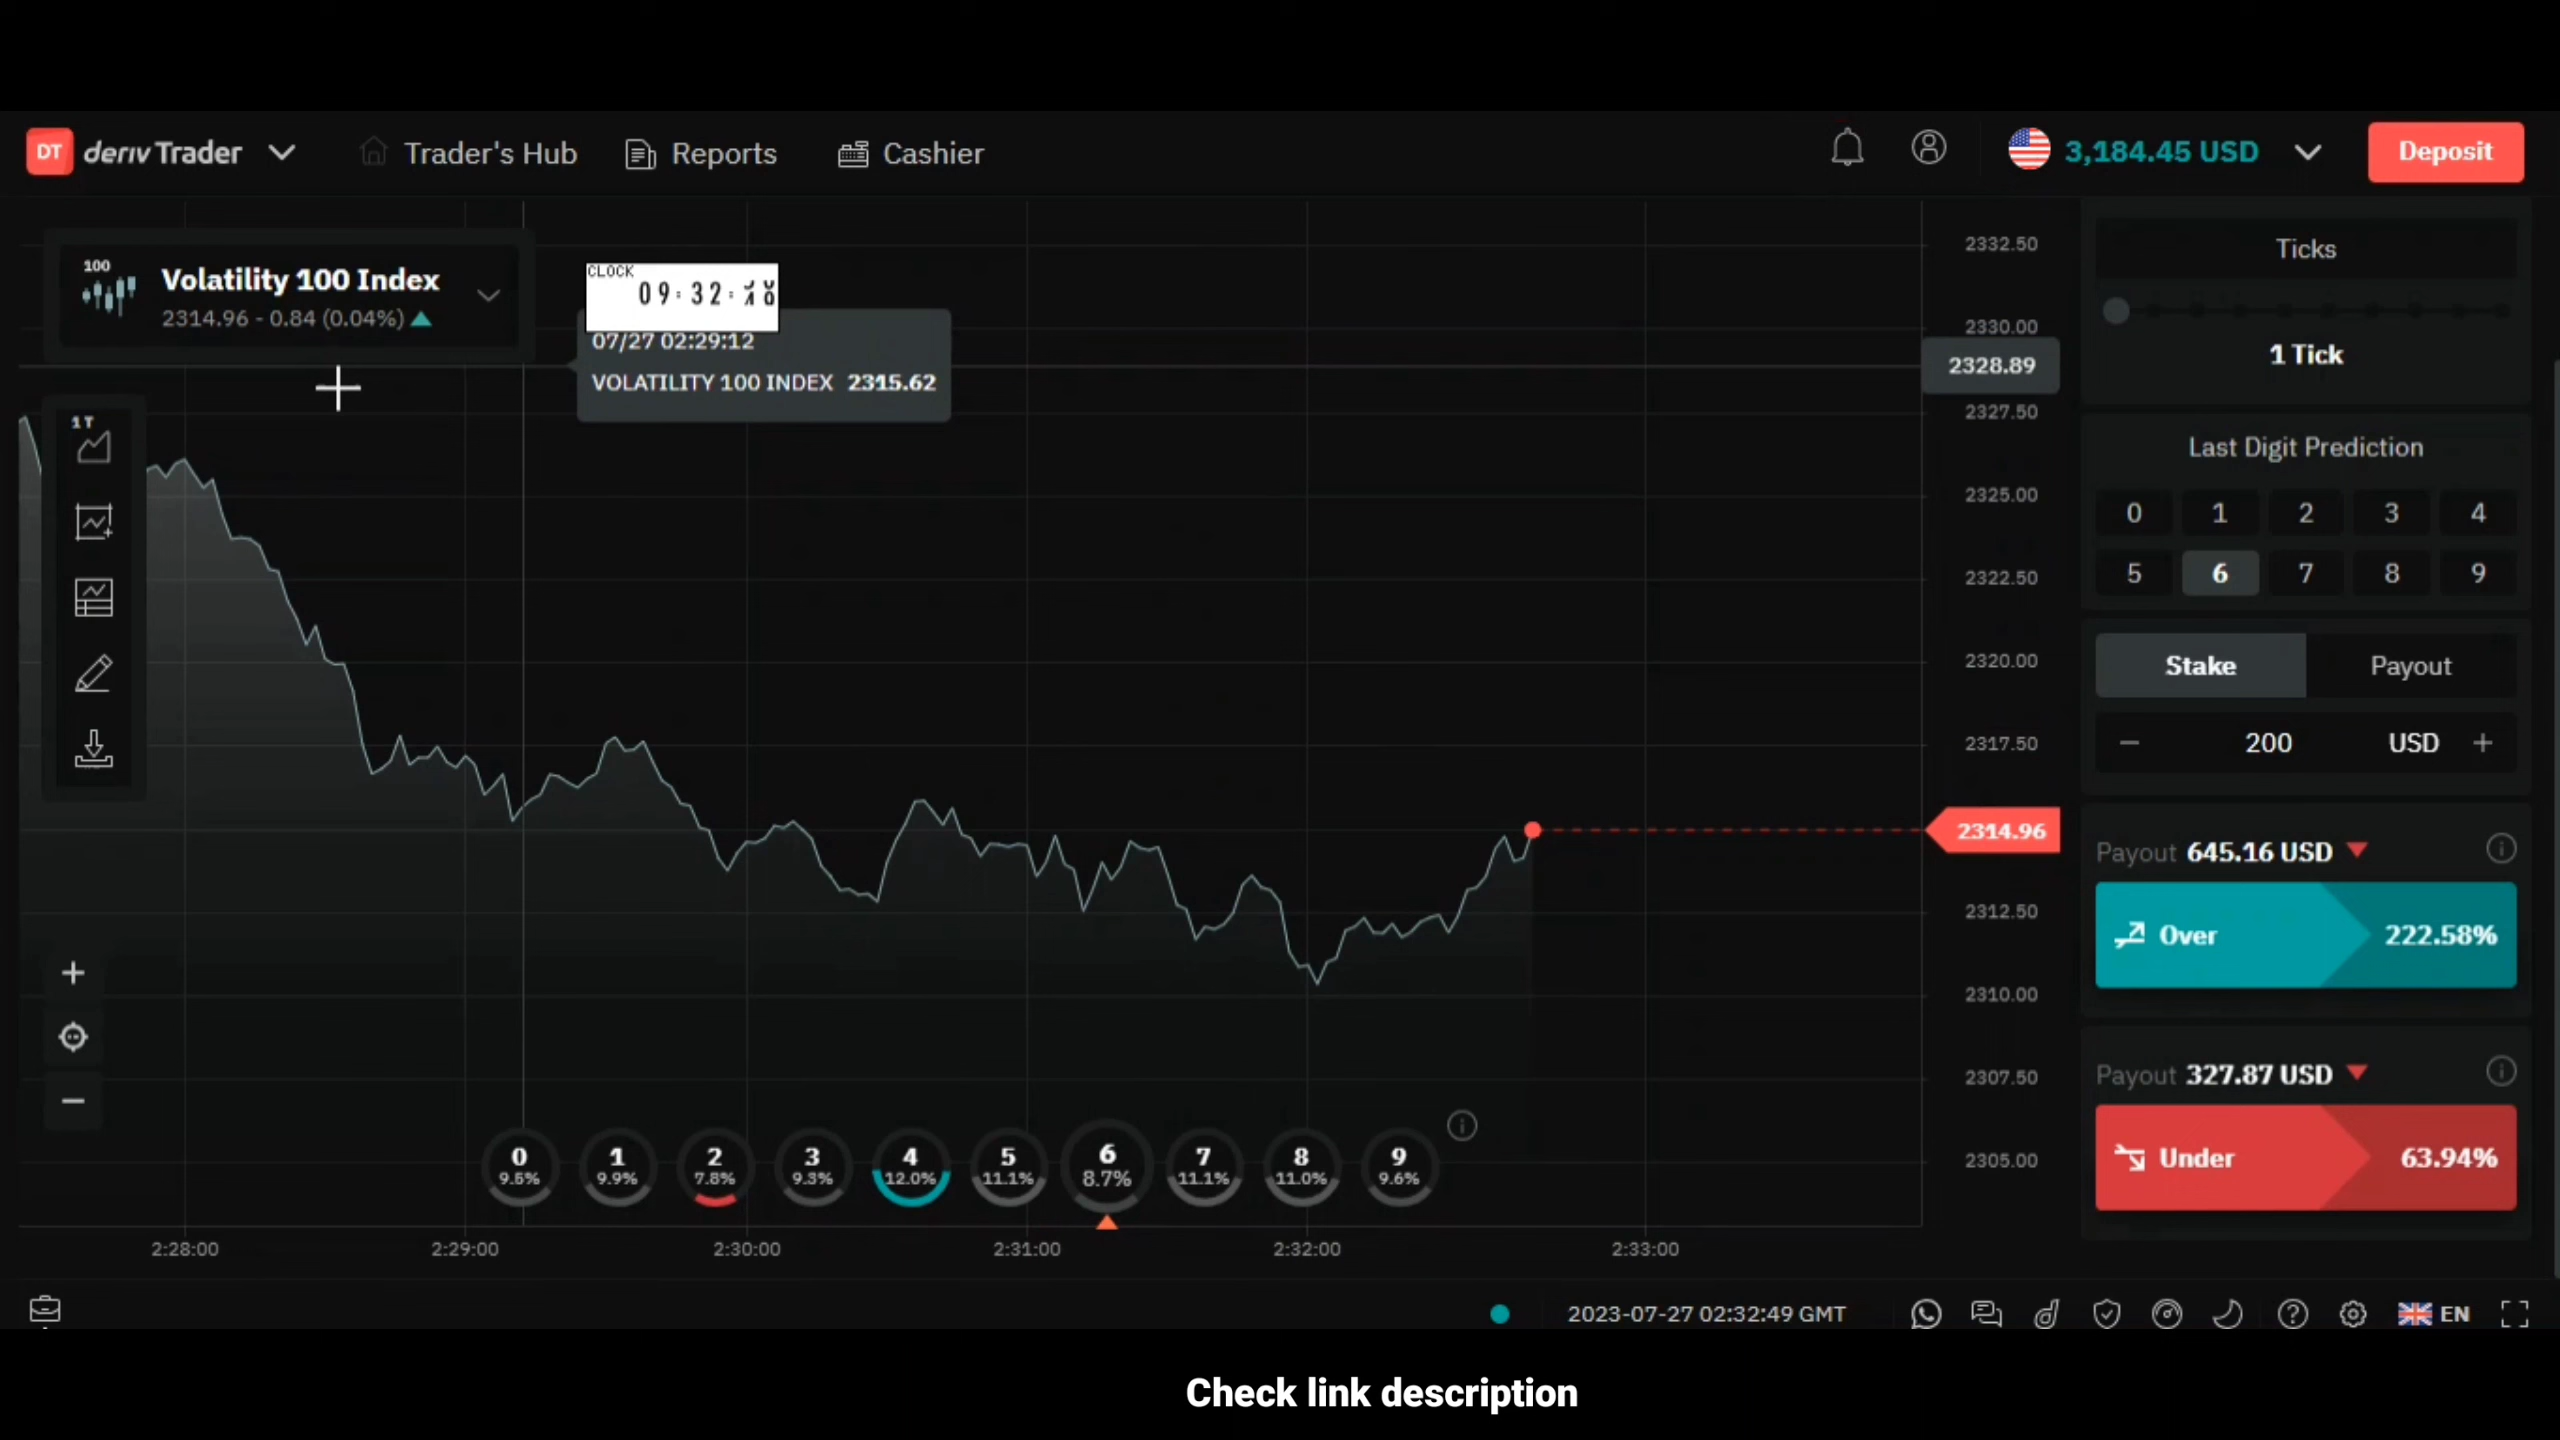 DT deriv Trader Trader's Hub Reports Cashier 3,184.45 USD Deposit
100 Volatility 100 Index
2314.96 - 0.84 (0.04%)
CLOCK
09:32:
07/27 02:29:12
VOLATILITY 100 INDEX 2315.62
1T
2332.50
2330.00
2328.89
2327.50
2325.00
2322.50
2320.00
2317.50
2314.96
2312.50
2310.00
2307.50
2305.00
Ticks
1 Tick
Last Digit Prediction
0 1 2 3 4
5 6 7 8 9
Stake Payout
− 200 USD +
Payout 645.16 USD
Over 222.58%
Payout 327.87 USD
Under 63.94%
0 1 2 3 4 5 6 7 8 9
9.5% 9.9% 7.8% 9.3% 12.0% 11.1% 8.7% 11.1% 11.0% 9.6%
2:28:00 2:29:00 2:30:00 2:31:00 2:32:00 2:33:00
2023-07-27 02:32:49 GMT EN
Check link description